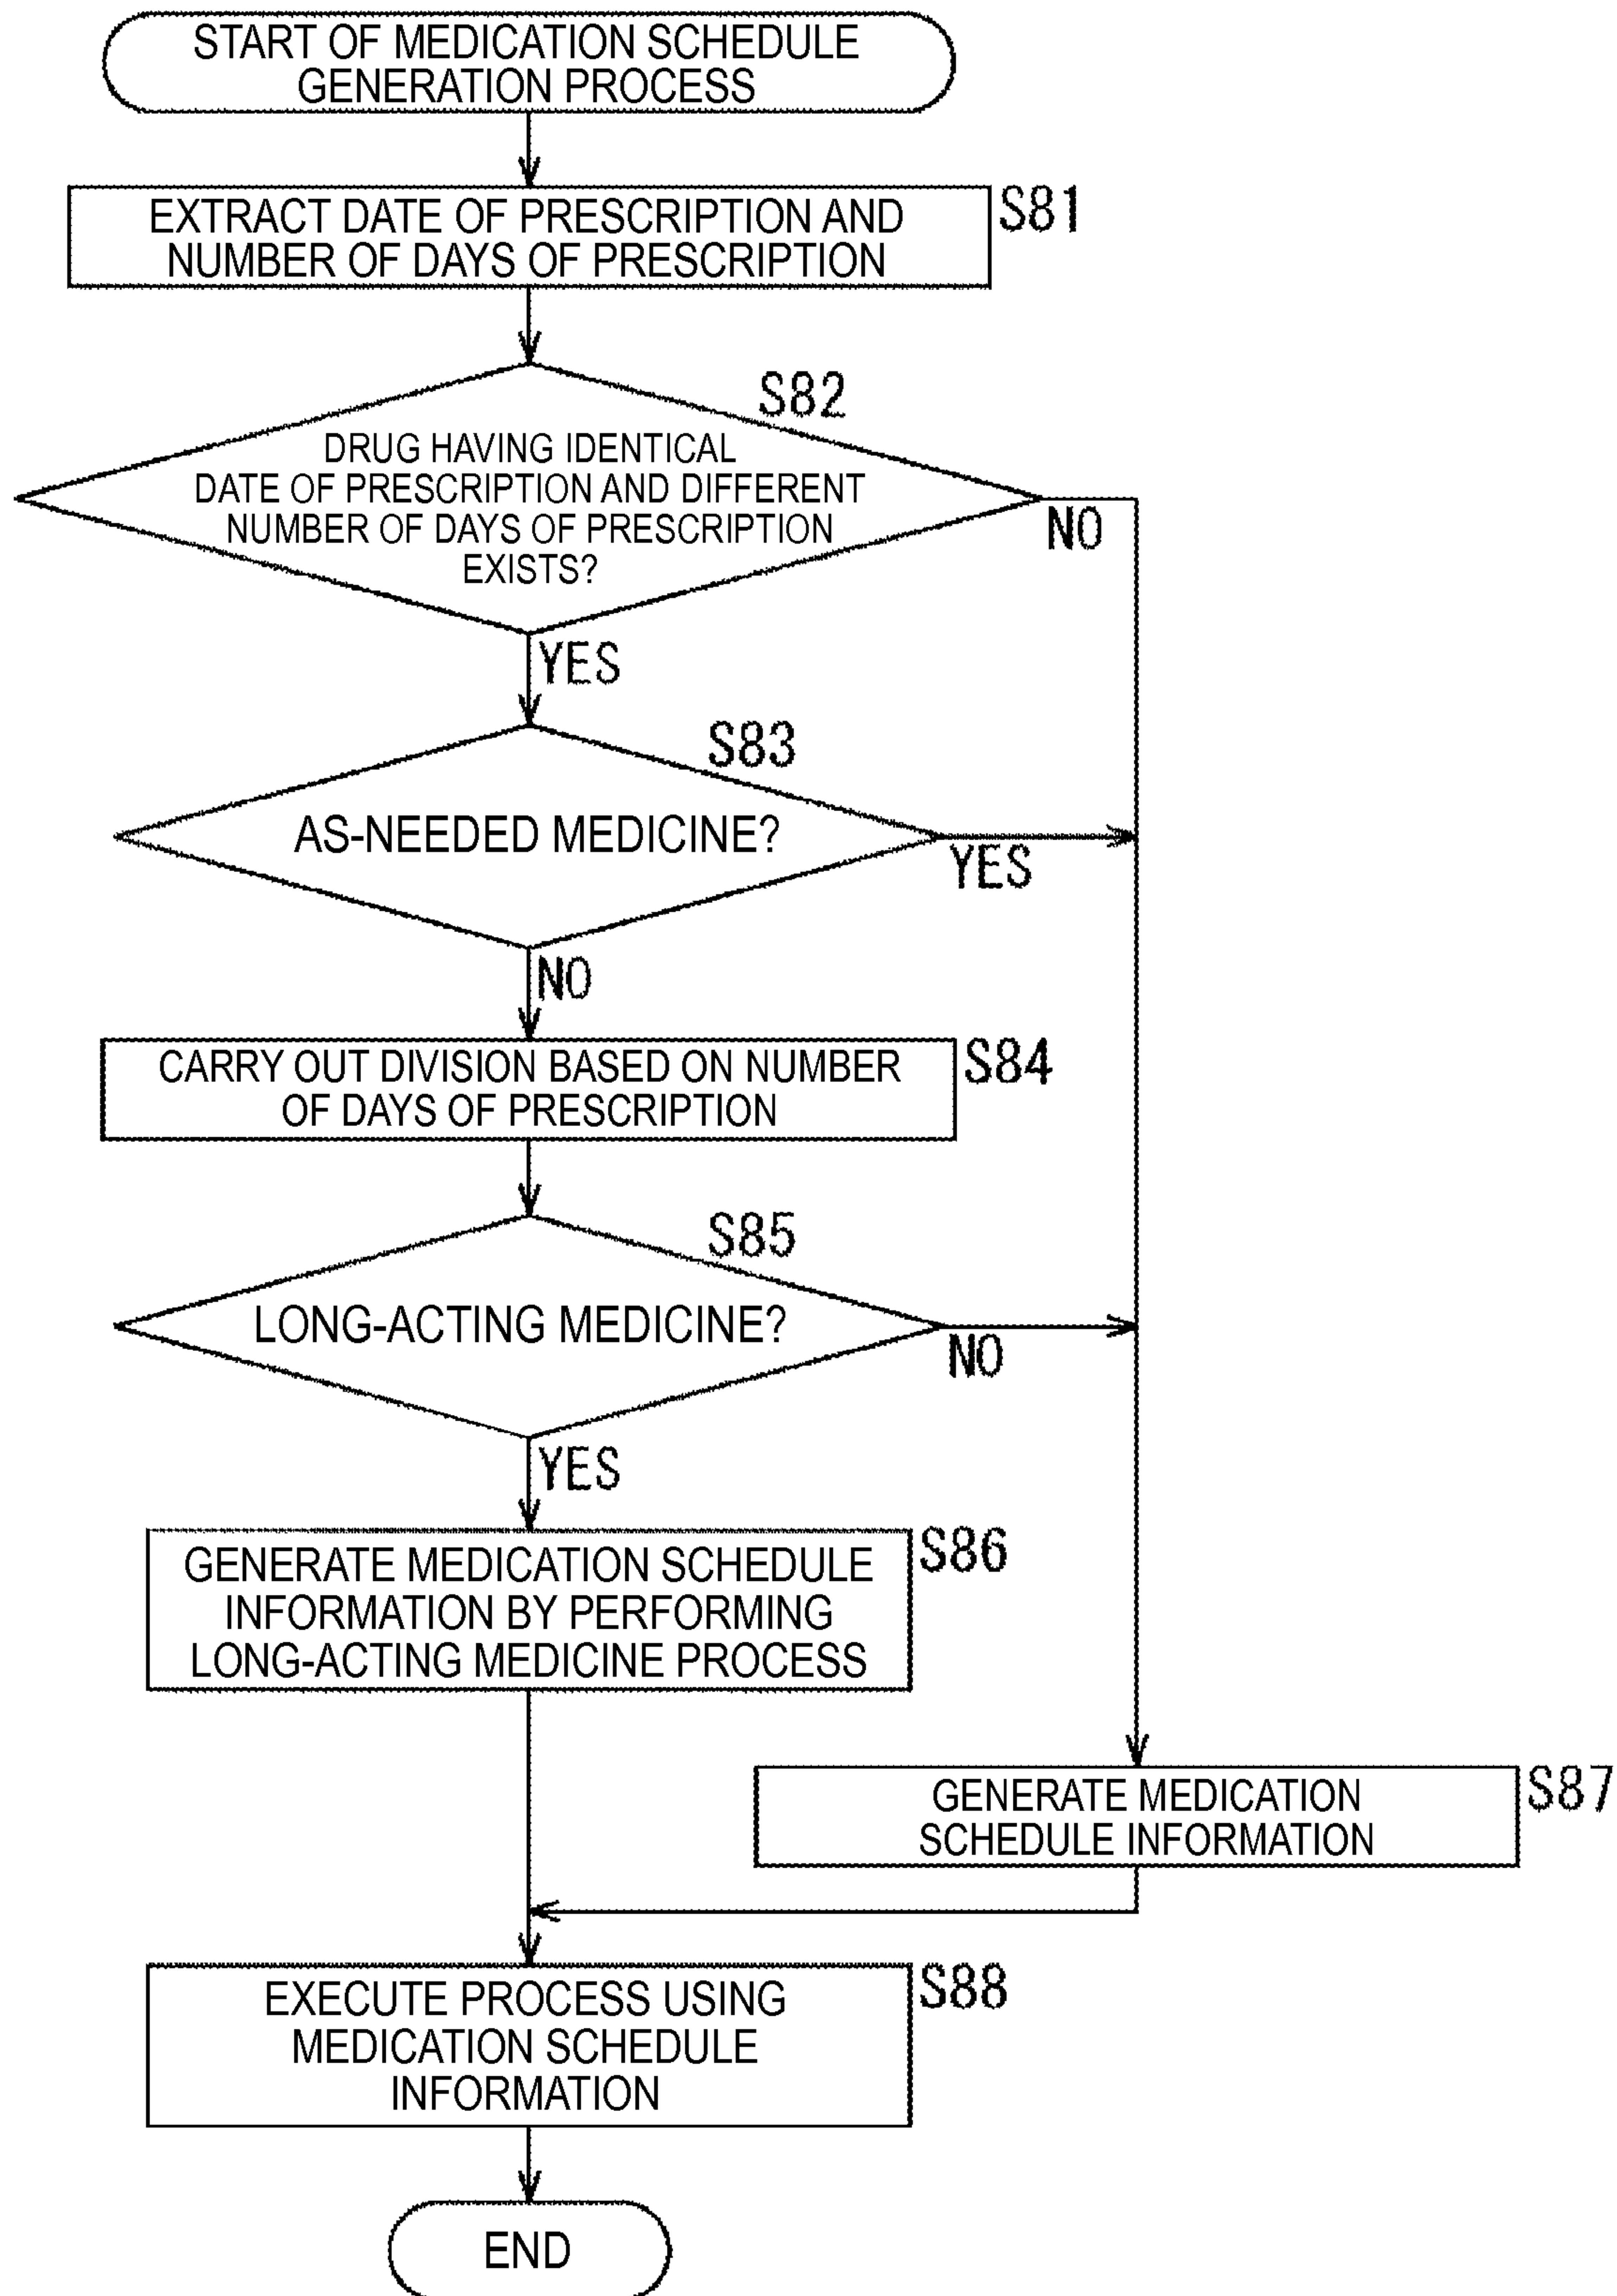 START OF MEDICATION SCHEDULE
GENERATION PROCESS
EXTRACT DATE OF PRESCRIPTION AND
NUMBER OF DAYS OF PRESCRIPTION
S81
S82
DRUG HAVING IDENTICAL
DATE OF PRESCRIPTION AND DIFFERENT
NUMBER OF DAYS OF PRESCRIPTION
EXISTS?
NO
YES
S83
AS-NEEDED MEDICINE?
YES
NO
CARRY OUT DIVISION BASED ON NUMBER
OF DAYS OF PRESCRIPTION
S84
S85
LONG-ACTING MEDICINE?
NO
YES
GENERATE MEDICATION SCHEDULE
INFORMATION BY PERFORMING
LONG-ACTING MEDICINE PROCESS
S86
GENERATE MEDICATION
SCHEDULE INFORMATION
S87
EXECUTE PROCESS USING
MEDICATION SCHEDULE
INFORMATION
S88
END